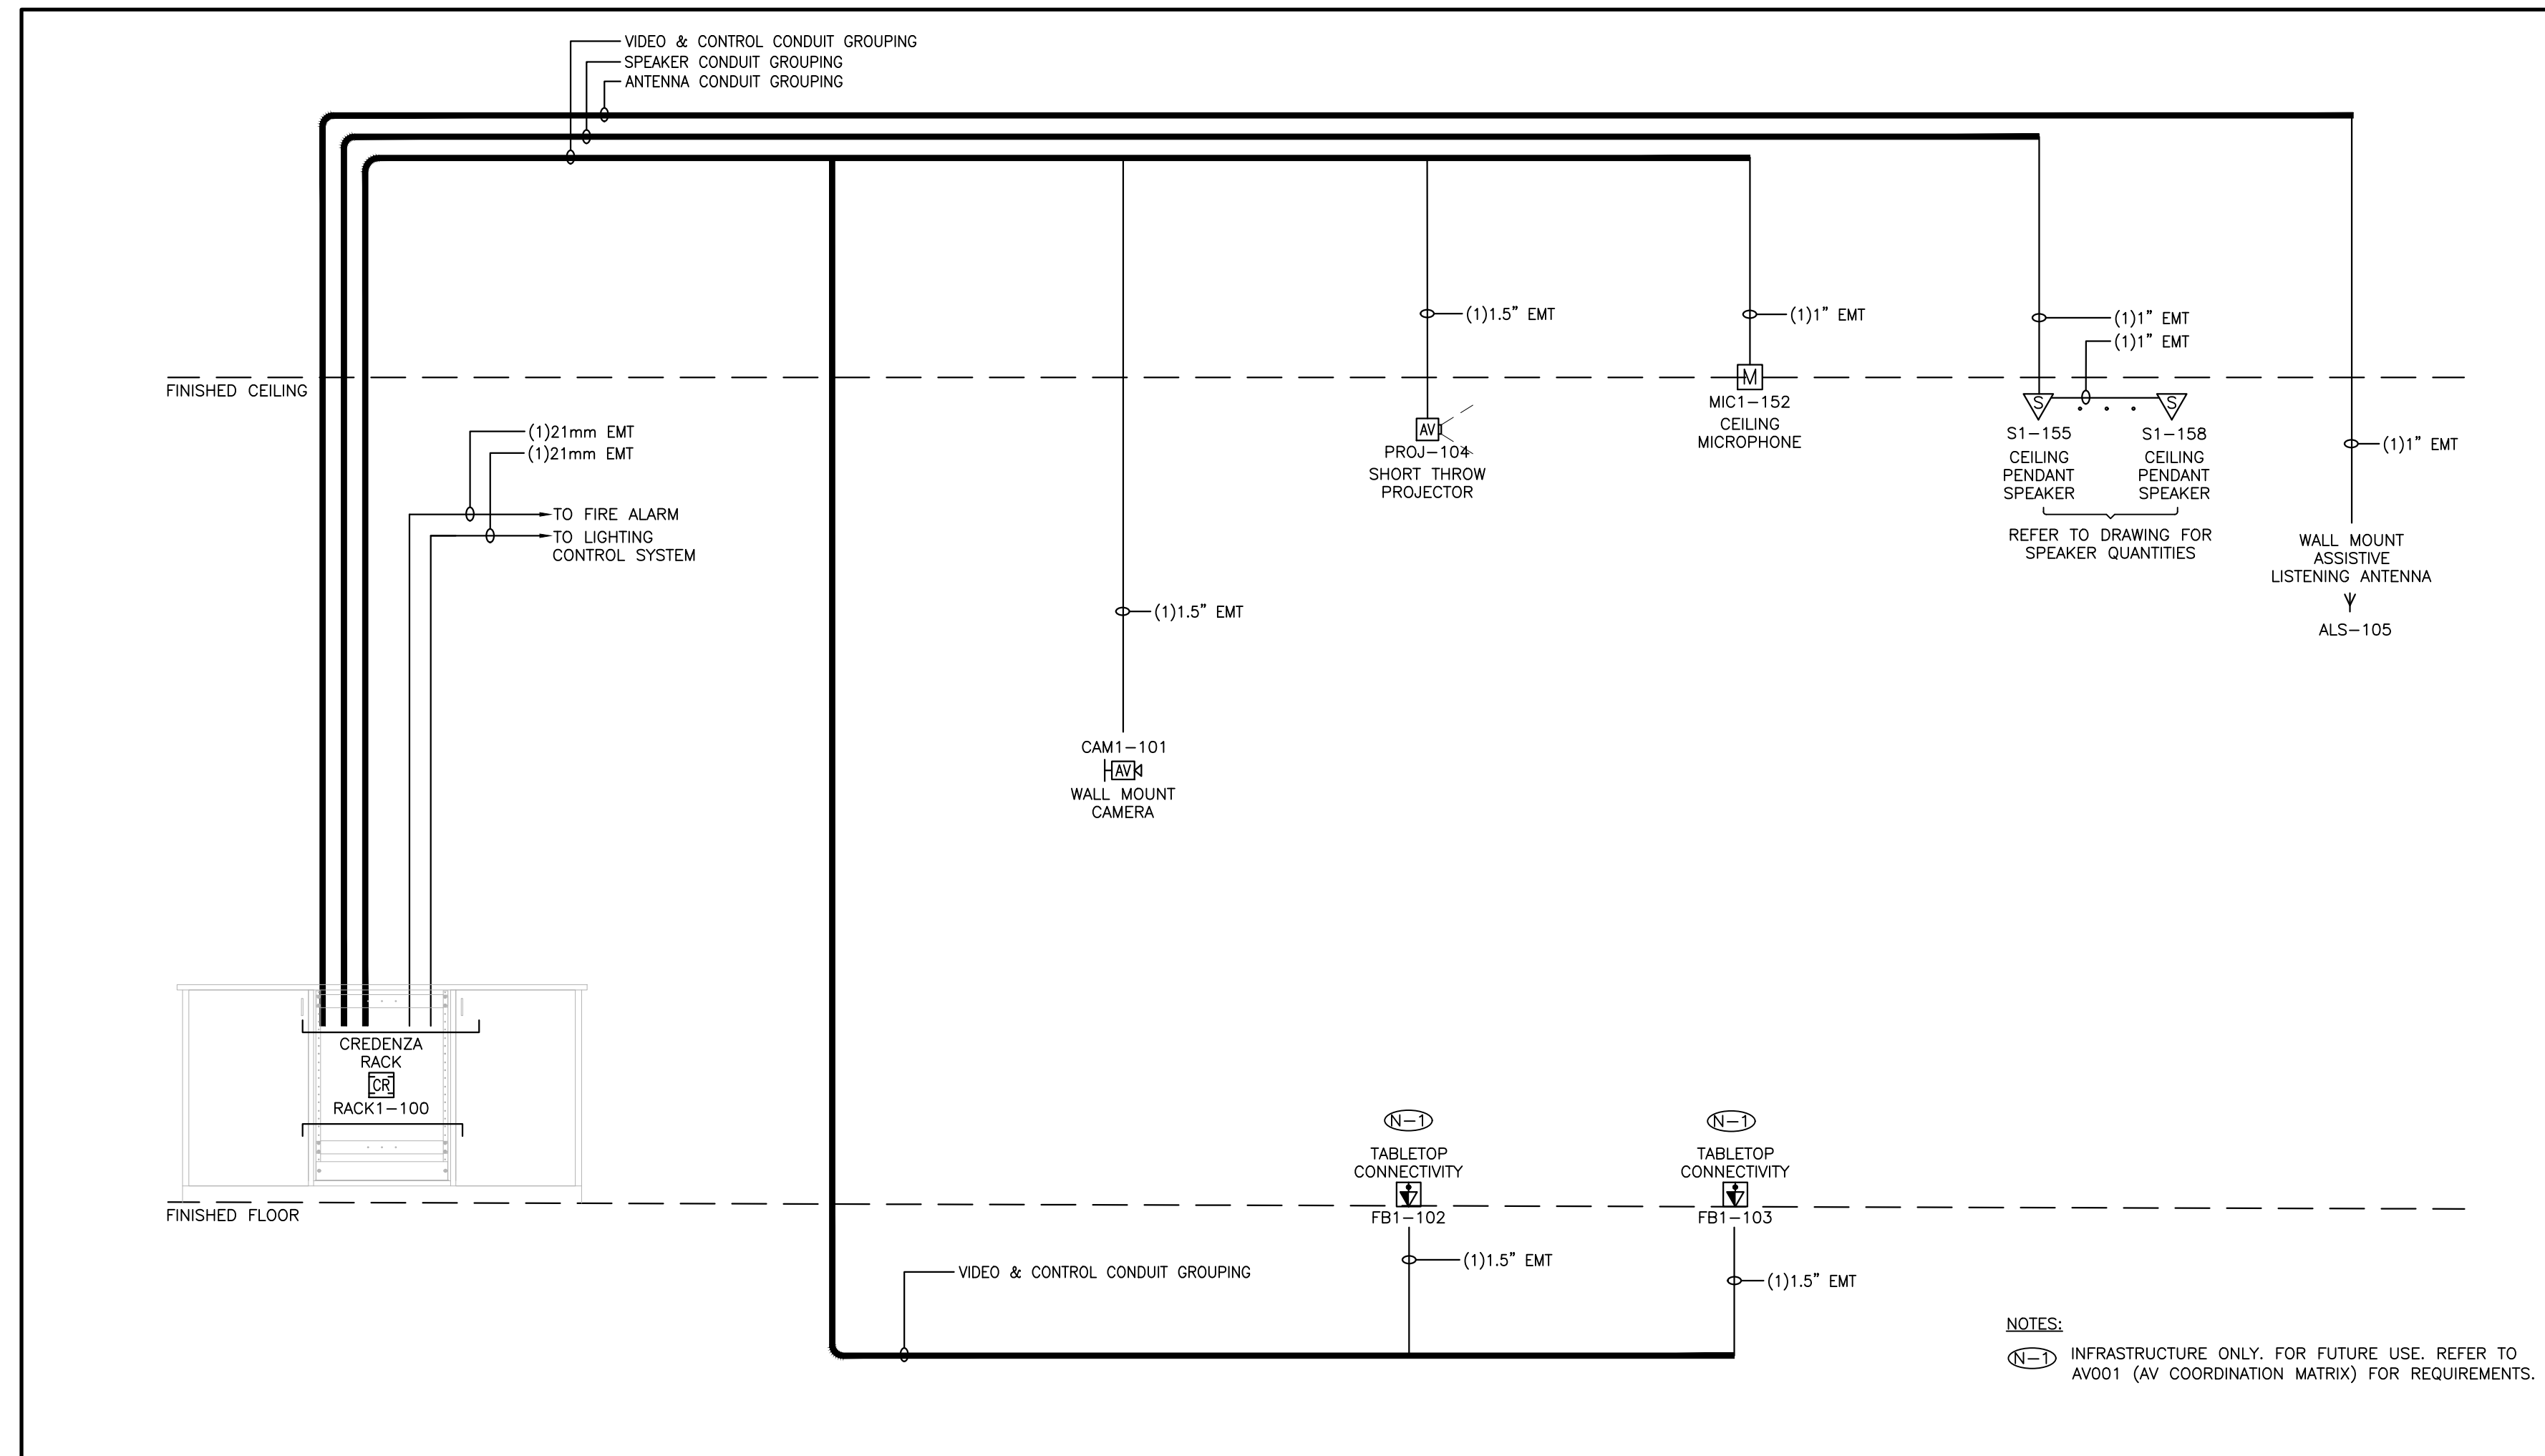 VIDEO & CONTROL CONDUIT GROUPING
SPEAKER CONDUIT GROUPING
ANTENNA CONDUIT GROUPING
(1)1.5” EMT
(1)1” EMT
(1)1” EMT
(1)1” EMT
FINISHED CEILING
M
MIC1-152
CEILING
MICROPHONE
AV
PROJ-104
SHORT THROW
PROJECTOR
S
S
S1-155
CEILING
PENDANT
SPEAKER
S1-158
CEILING
PENDANT
SPEAKER
REFER TO DRAWING FOR
SPEAKER QUANTITIES
(1)1” EMT
WALL MOUNT
ASSISTIVE
LISTENING ANTENNA
ALS-105
(1)21mm EMT
(1)21mm EMT
TO FIRE ALARM
TO LIGHTING
CONTROL SYSTEM
(1)1.5” EMT
CAM1-101
AV
WALL MOUNT
CAMERA
CREDENZA
RACK
CR
RACK1-100
N-1
TABLETOP
CONNECTIVITY
FB1-102
N-1
TABLETOP
CONNECTIVITY
FB1-103
FINISHED FLOOR
VIDEO & CONTROL CONDUIT GROUPING
(1)1.5” EMT
(1)1.5” EMT
NOTES:
N-1 INFRASTRUCTURE ONLY. FOR FUTURE USE. REFER TO
AV001 (AV COORDINATION MATRIX) FOR REQUIREMENTS.